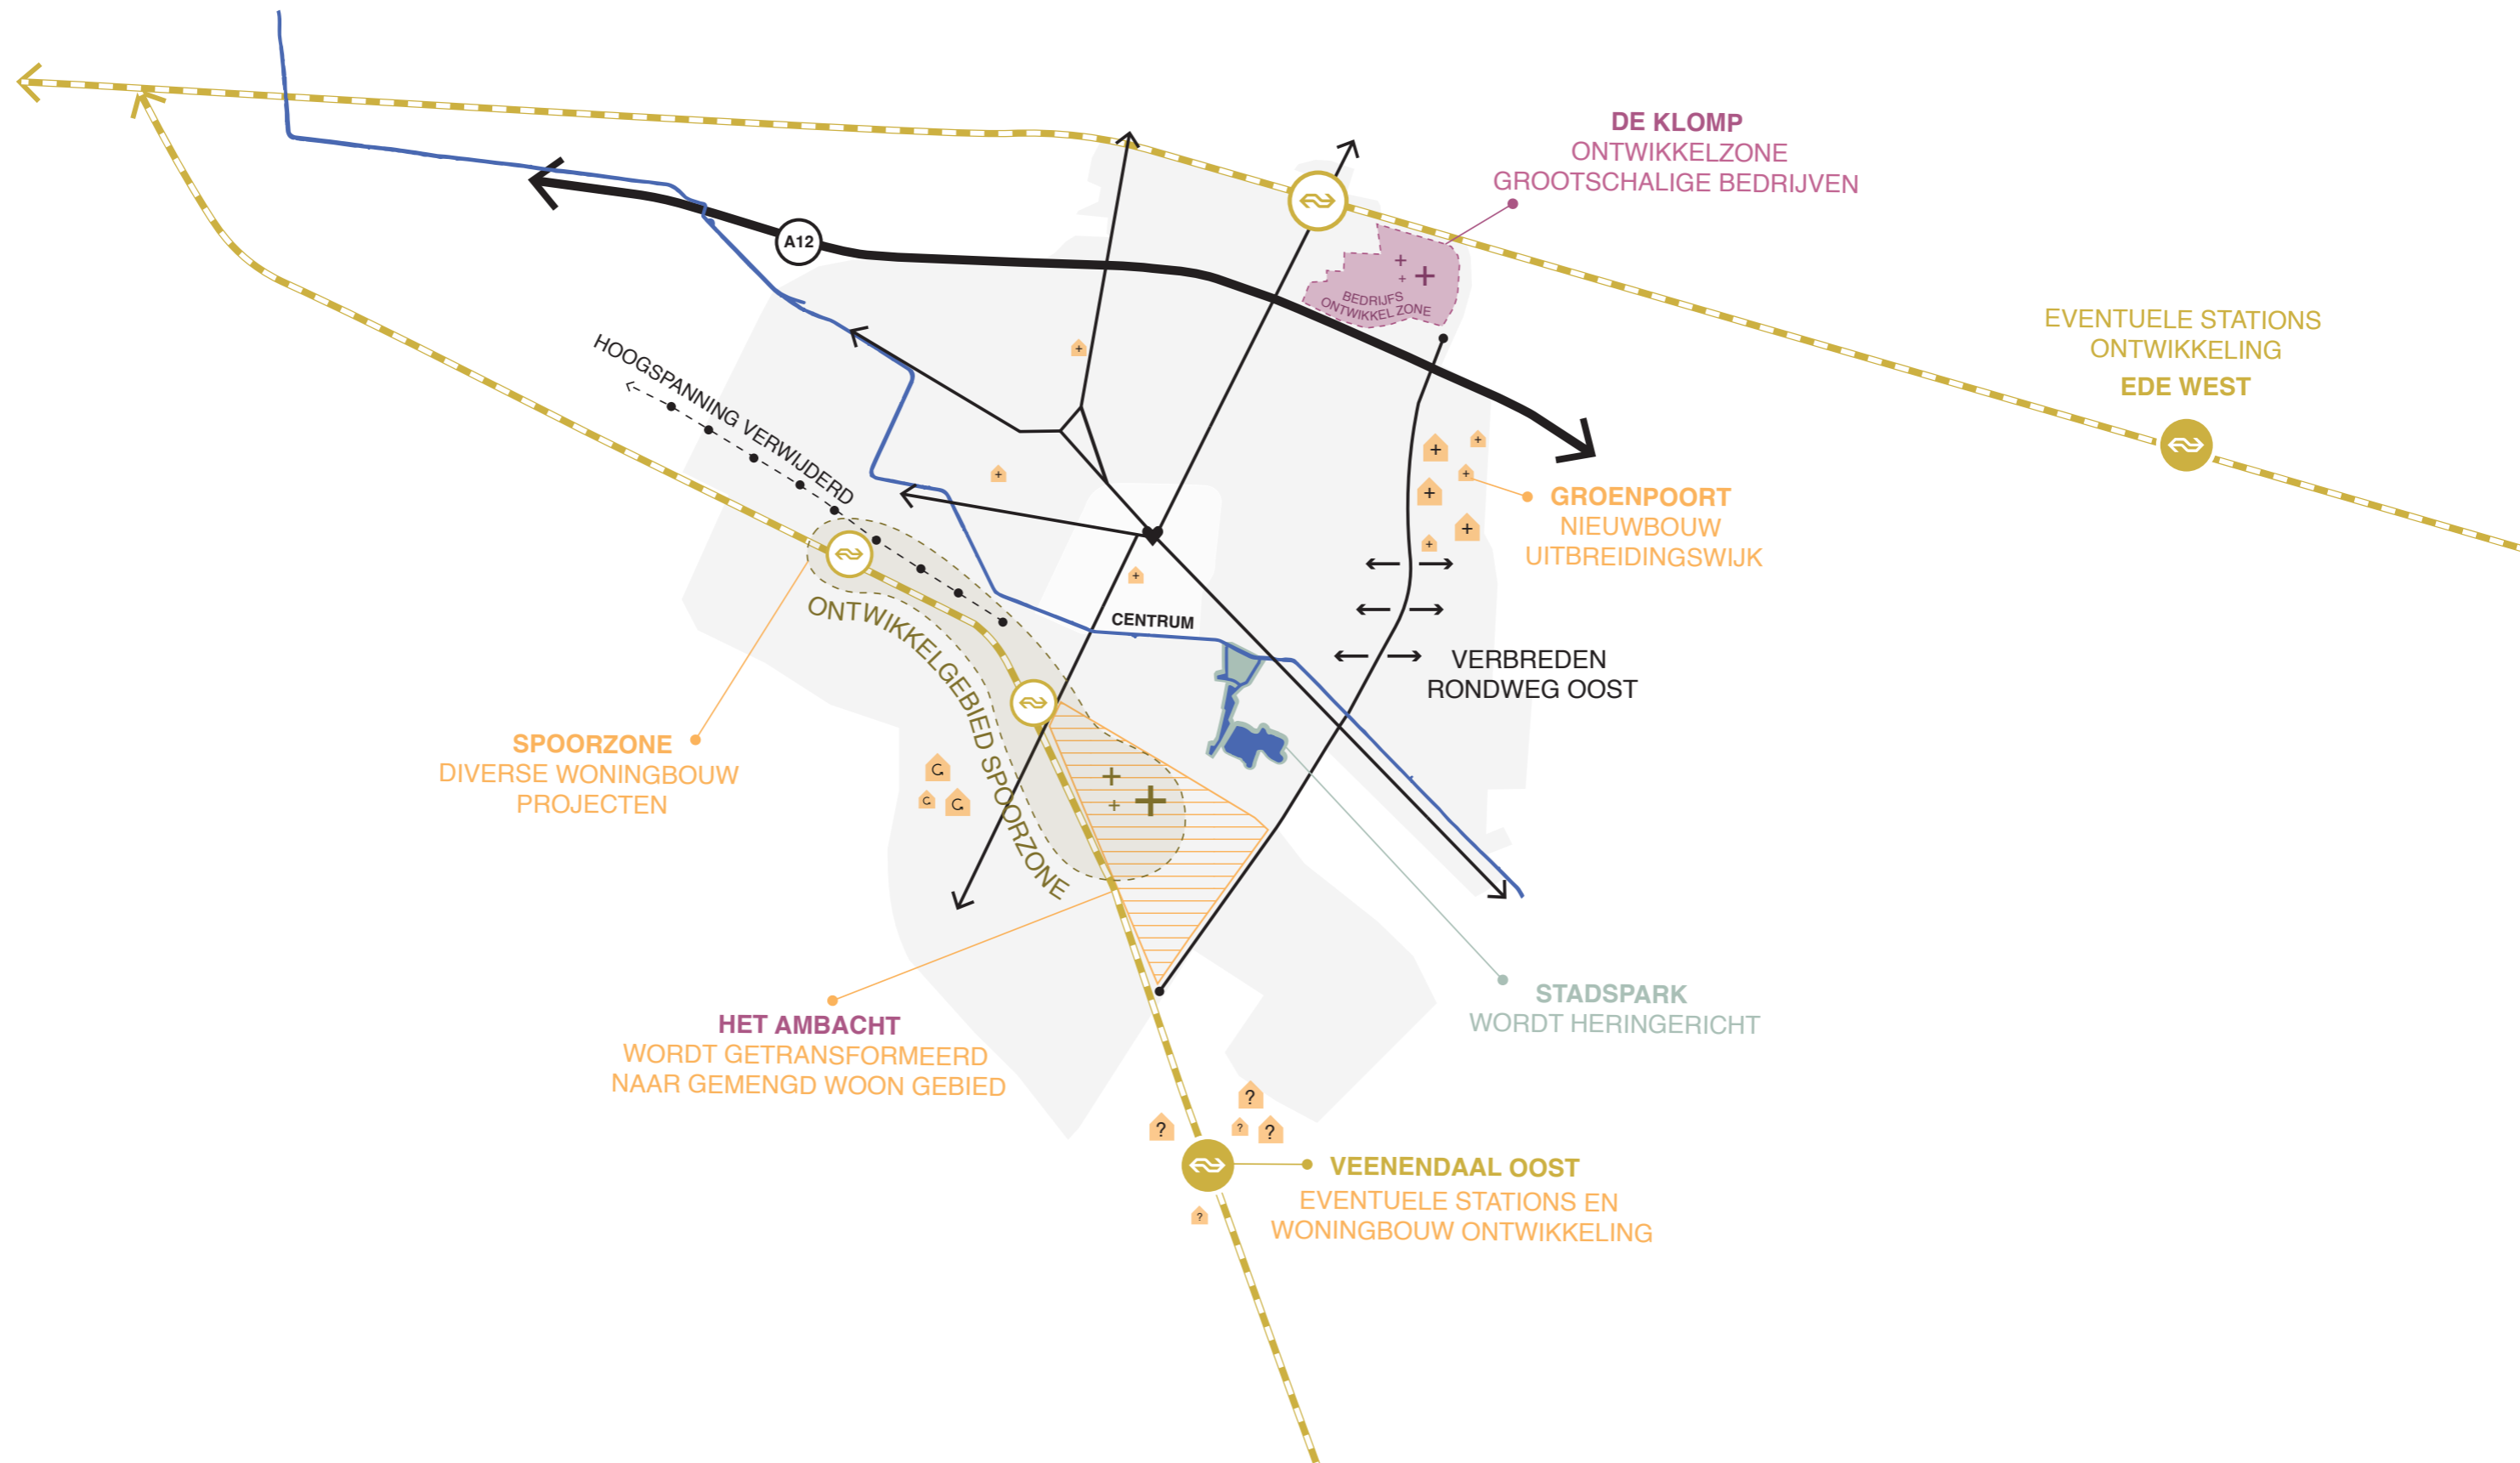 DE KLOMP
ONTWIKKELZONE
GROOTSCHALIGE BEDRIJVEN
A12
BEDRIJFS
ONTWIKKEL ZONE
EVENTUELE STATIONS
ONTWIKKELING
EDE WEST
HOOGSPANNING VERWIJDERD
GROENPOORT
NIEUWBOUW
UITBREIDINGSWIJK
ONTWIKKELGEBIED SPOORZONE
CENTRUM
VERBREDEN
RONDWEG OOST
SPOORZONE
DIVERSE WONINGBOUW
PROJECTEN
STADSPARK
WORDT HERINGERICHT
HET AMBACHT
WORDT GETRANSFORMEERD
NAAR GEMENGD WOON GEBIED
?
?
?
?
VEENENDAAL OOST
EVENTUELE STATIONS EN
WONINGBOUW ONTWIKKELING
?